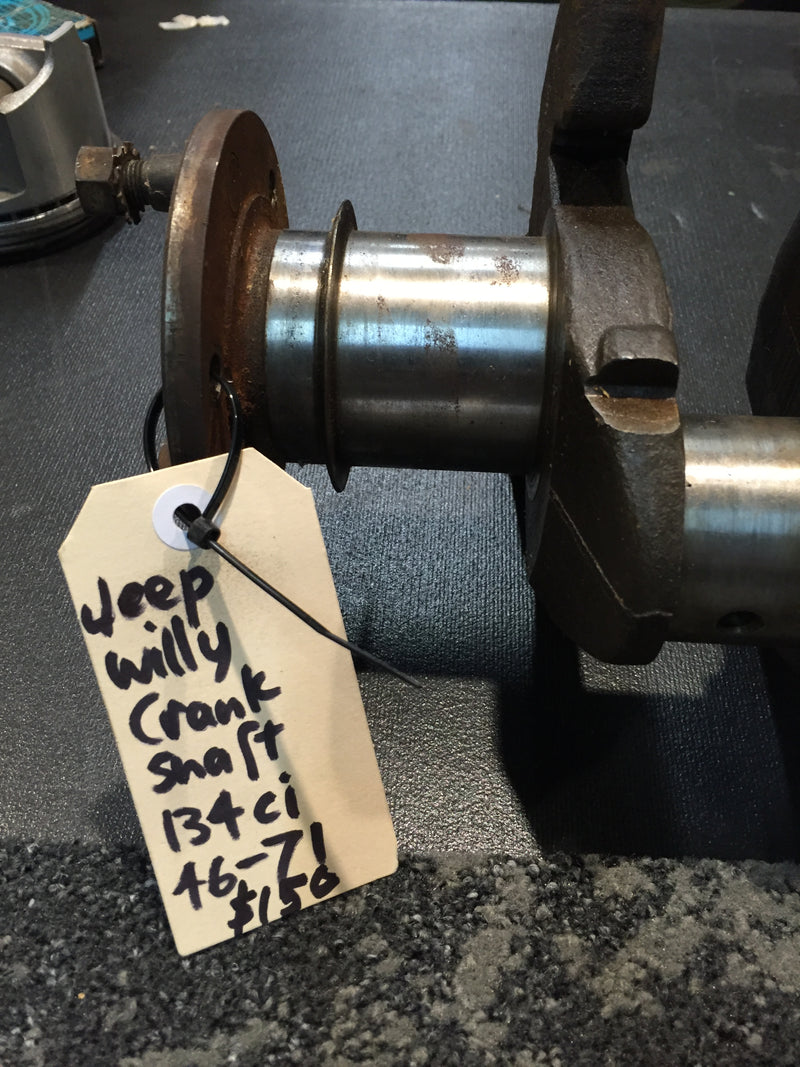 Jeep
willy
Crank
shaft
134ci
46-71
$150